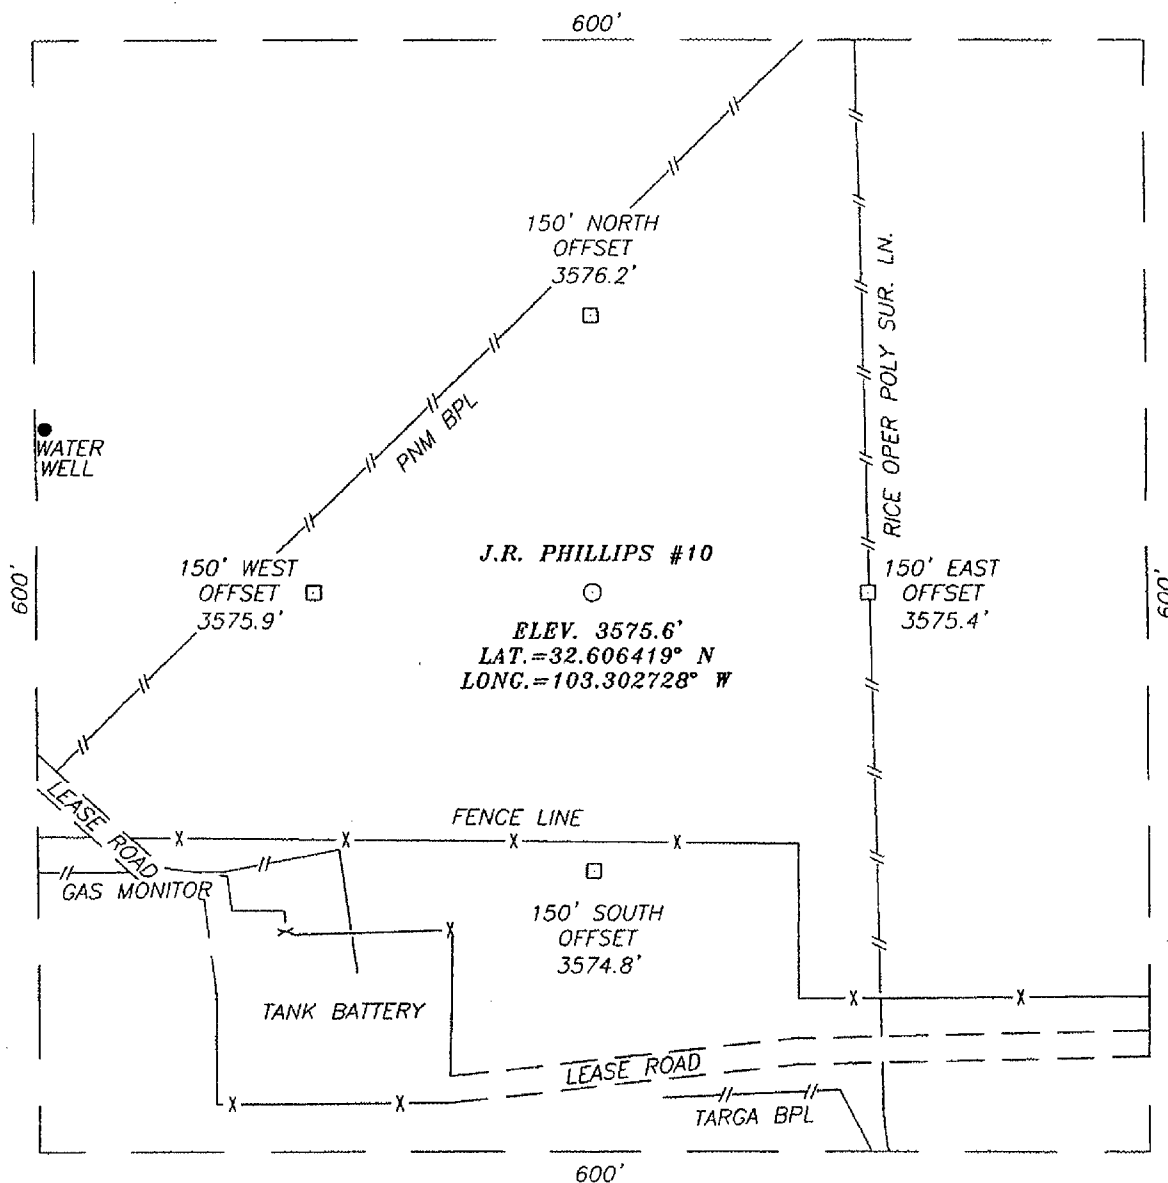 600'
150' NORTH
OFFSET
3576.2'
RICE OPER POLY SUR. LN.
PNM BPL
WATER
WELL
J.R. PHILLIPS #10
150' WEST
OFFSET
3575.9'
150' EAST
OFFSET
3575.4'
600'
600'
ELEV. 3575.6'
LAT.=32.606419° N
LONG.=103.302728° W
LEASE ROAD
FENCE LINE
GAS MONITOR
150' SOUTH
OFFSET
3574.8'
TANK BATTERY
LEASE ROAD
TARGA BPL
600'